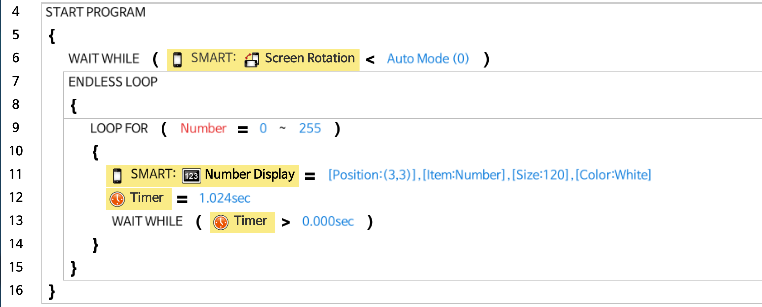 4 START PROGRAM
5 {
6 WAIT WHILE ( SMART: Screen Rotation < Auto Mode (0) )
7 ENDLESS LOOP
8 {
9 LOOP FOR ( Number = 0 ~ 255 )
10 {
11 SMART: 123 Number Display = [Position:(3,3)],[Item:Number],[Size:120],[Color:White]
12 Timer = 1.024sec
13 WAIT WHILE ( Timer > 0.000sec )
14 }
15 }
16 }